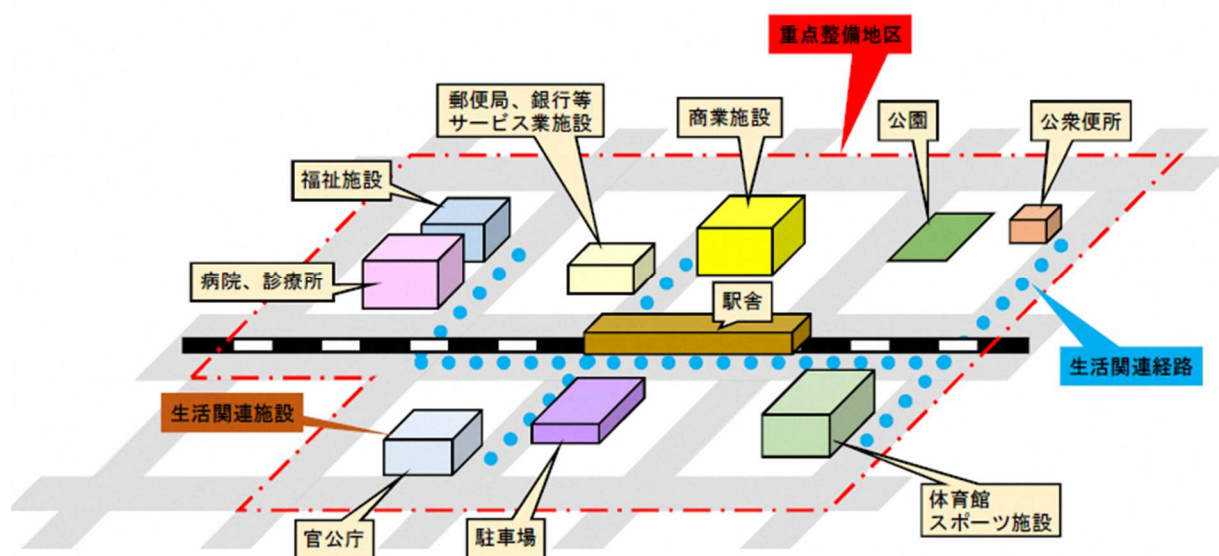 重点整備地区
郵便局、銀行等
サービス業施設
商業施設
公園
公衆便所
福祉施設
病院、診療所
駅舎
生活関連経路
生活関連施設
官公庁
駐車場
体育館
スポーツ施設